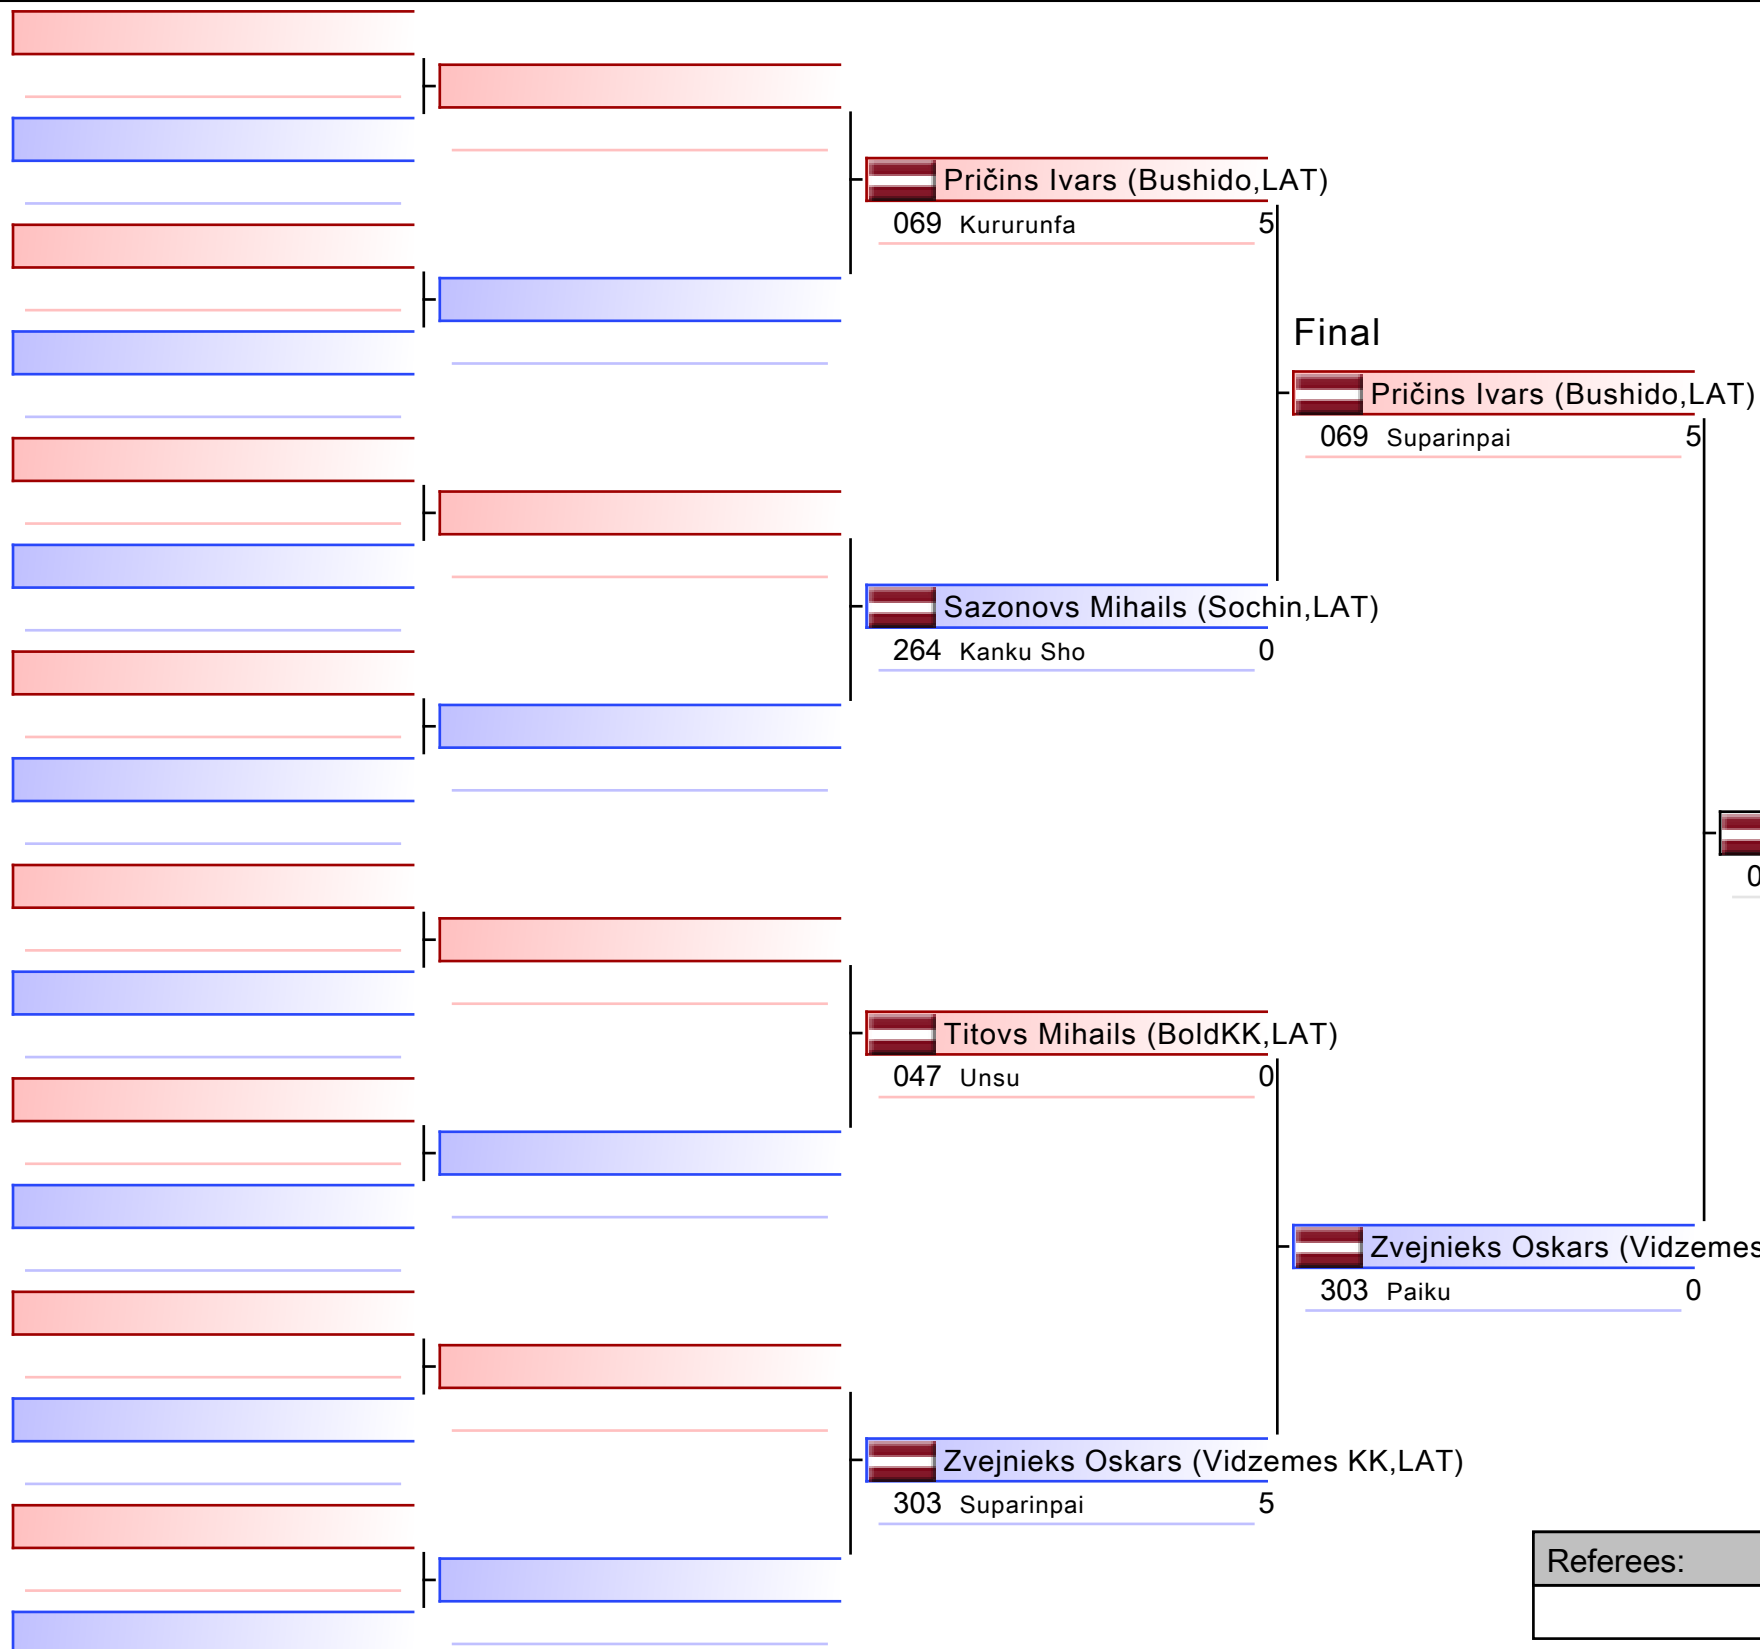 Pričins Ivars (Bushido,LAT)
069 Kururunfa 5
Final
Pričins Ivars (Bushido,LAT)
069 Suparinpai 5
Sazonovs Mihails (Sochin,LAT)
264 Kanku Sho 0
0
Titovs Mihails (BoldKK,LAT)
047 Unsu 0
Zvejnieks Oskars (Vidzemes
303 Paiku 0
Zvejnieks Oskars (Vidzemes KK,LAT)
303 Suparinpai 5
Referees: